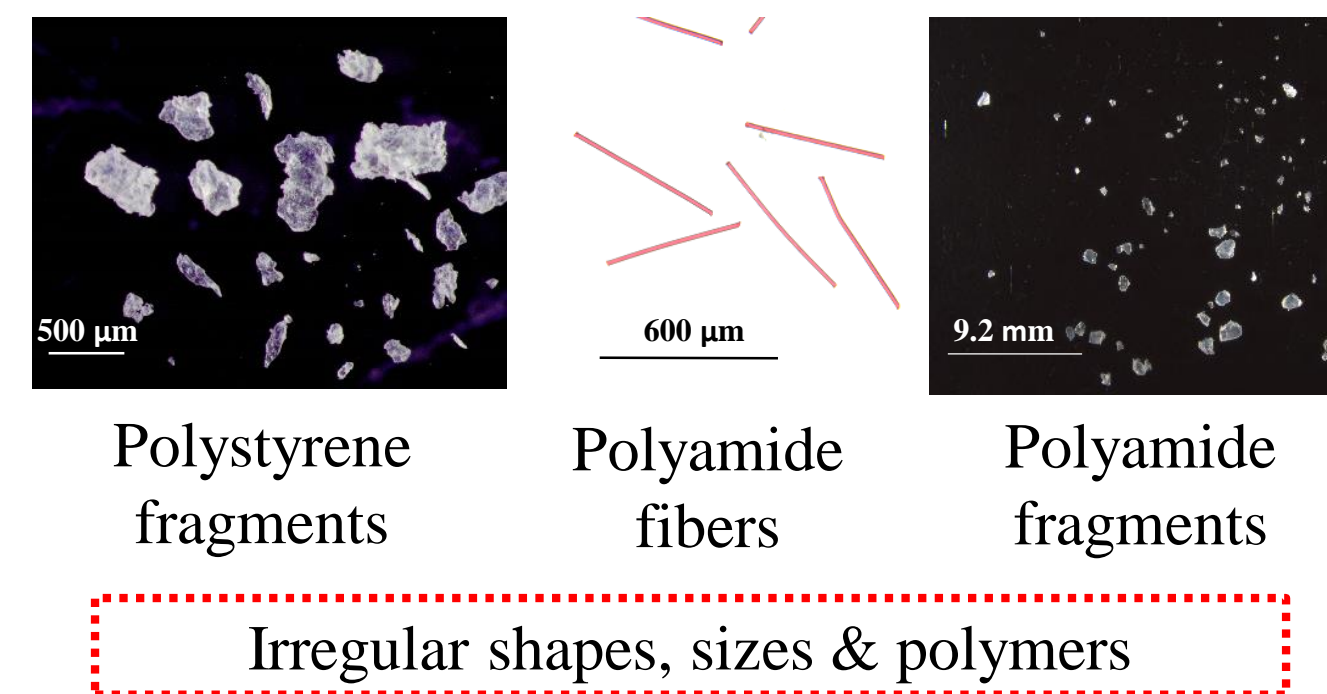 500 μm
600 μm
9.2 mm
Polystyrene
fragments
Polyamide
fibers
Polyamide
fragments
Irregular shapes, sizes & polymers